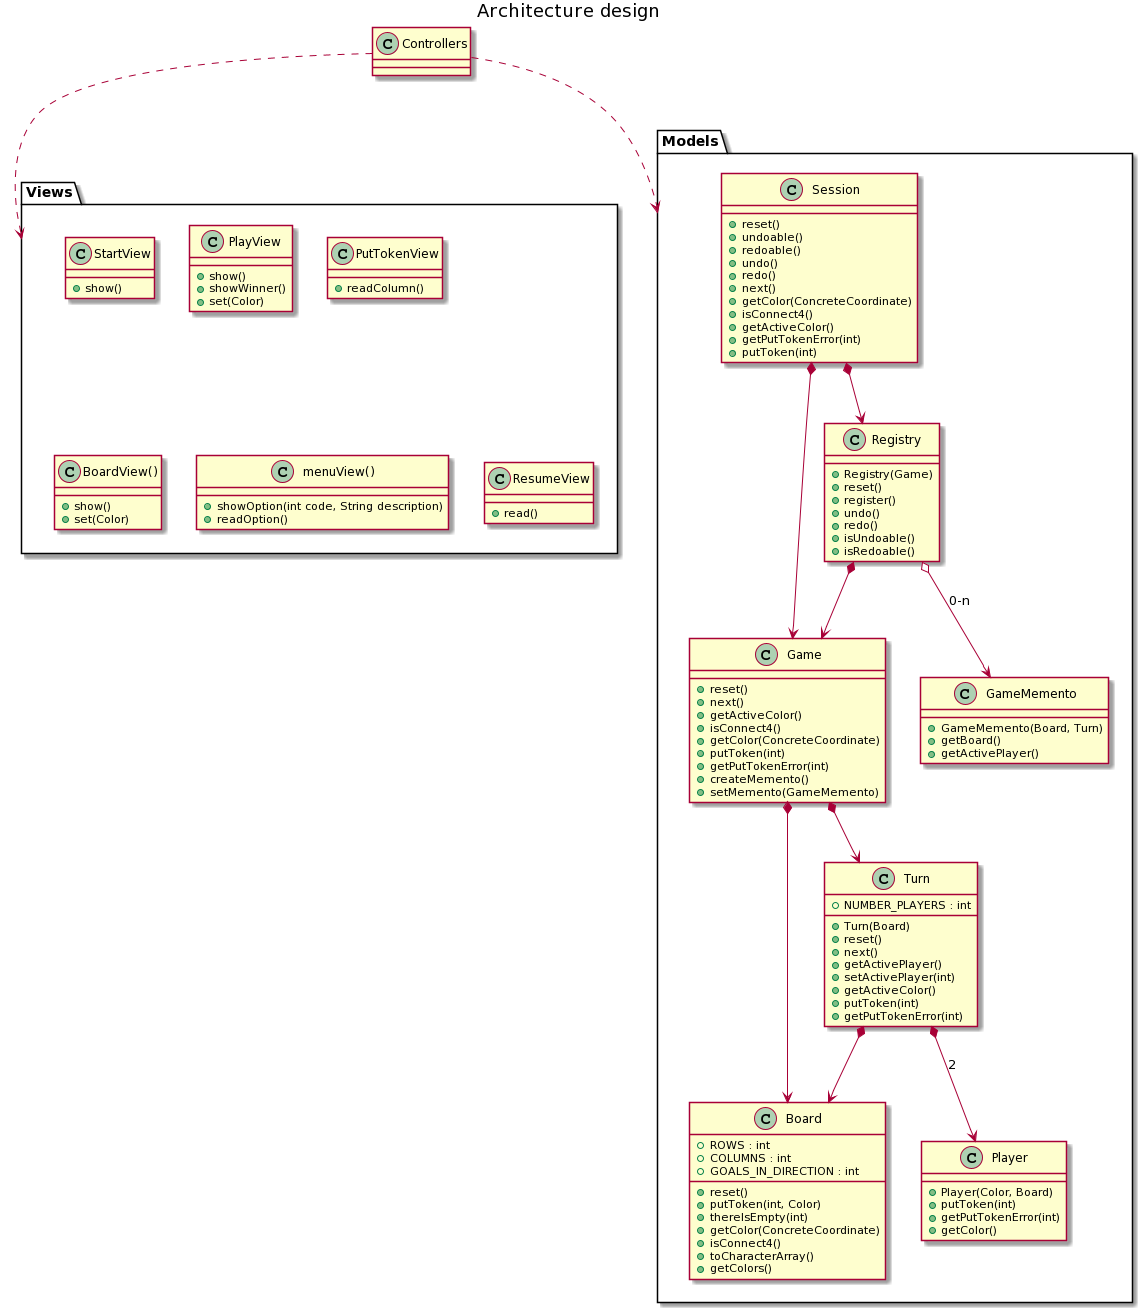 Architecture design
C Controllers
Models
Views
C Session
reset()
undoable()
redoable()
undo()
redo()
next()
getColor(ConcreteCoordinate)
isConnect4()
getActiveColor()
getPutTokenError(int)
putToken(int)
C StartView
show()
C PlayView
show()
showWinner()
set(Color)
C PutTokenView
readColumn()
C BoardView()
show()
set(Color)
C menuView()
showOption(int code, String description)
readOption()
C ResumeView
read()
C Registry
Registry(Game)
reset()
register()
undo()
redo()
isUndoable()
isRedoable()
0-n
C Game
reset()
next()
getActiveColor()
isConnect4()
getColor(ConcreteCoordinate)
putToken(int)
getPutTokenError(int)
createMemento()
setMemento(GameMemento)
C GameMemento
GameMemento(Board, Turn)
getBoard()
getActivePlayer()
C Turn
NUMBER_PLAYERS : int
Turn(Board)
reset()
next()
getActivePlayer()
setActivePlayer(int)
getActiveColor()
putToken(int)
getPutTokenError(int)
2
C Board
ROWS : int
COLUMNS : int
GOALS_IN_DIRECTION : int
reset()
putToken(int, Color)
thereIsEmpty(int)
getColor(ConcreteCoordinate)
isConnect4()
toCharacterArray()
getColors()
C Player
Player(Color, Board)
putToken(int)
getPutTokenError(int)
getColor()